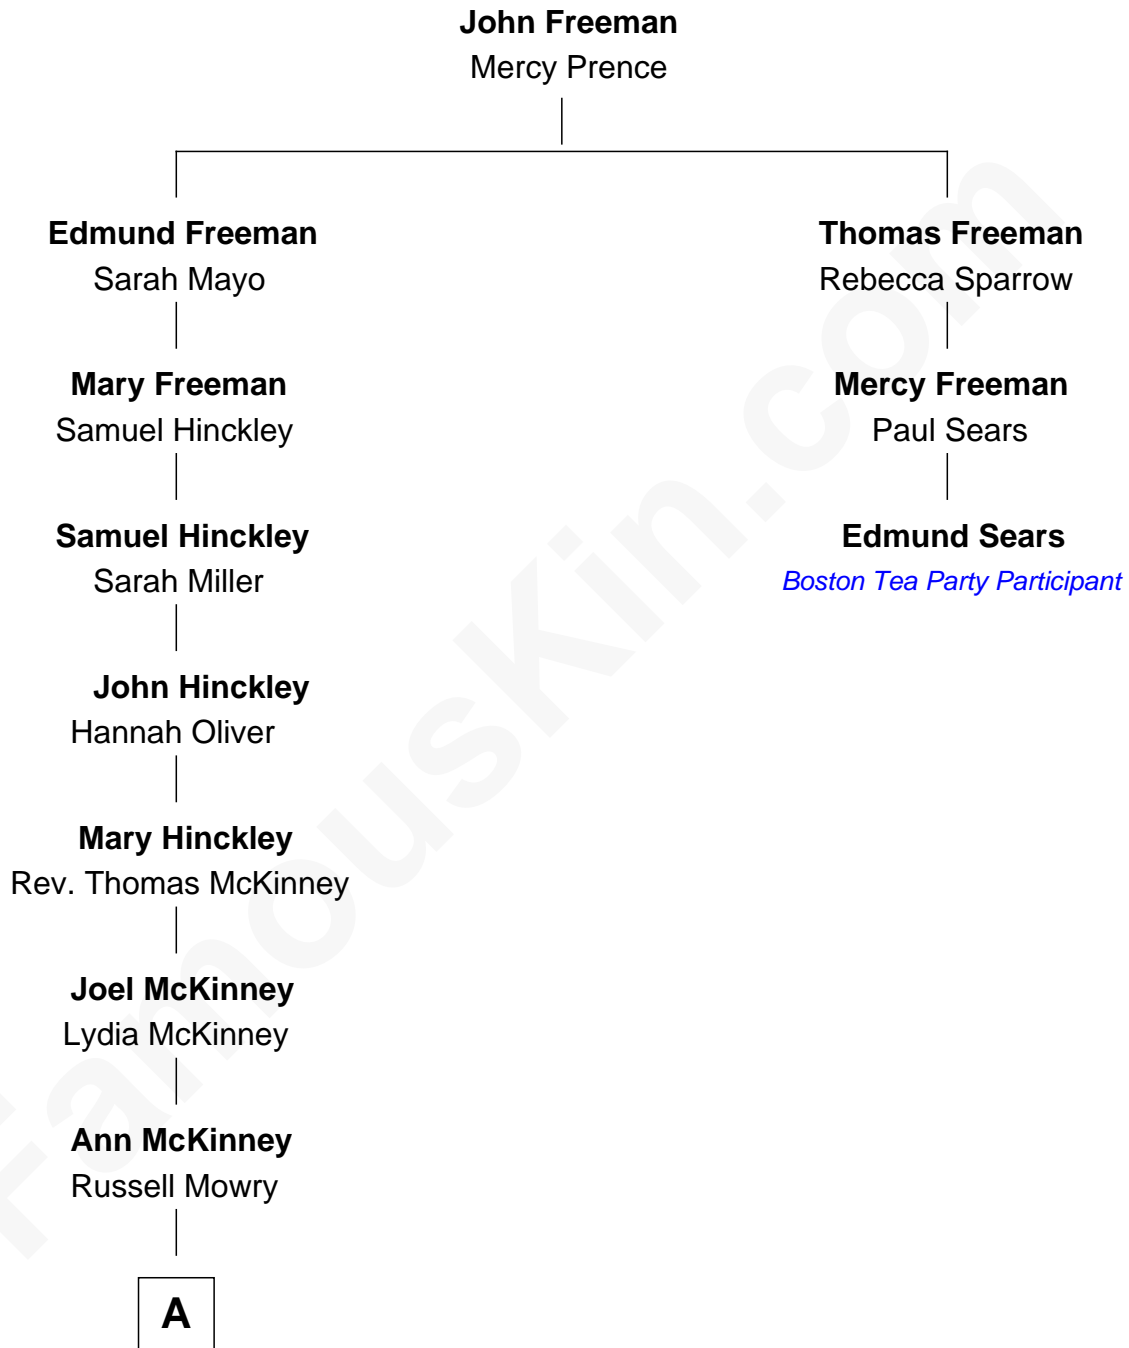 John Freeman
Mercy Prence
Edmund Freeman
Sarah Mayo
Thomas Freeman
Rebecca Sparrow
Mary Freeman
Samuel Hinckley
Mercy Freeman
Paul Sears
Samuel Hinckley
Sarah Miller
Edmund Sears
Boston Tea Party Participant
John Hinckley
Hannah Oliver
Mary Hinckley
Rev. Thomas McKinney
Joel McKinney
Lydia McKinney
Ann McKinney
Russell Mowry
A
FamousKin.com